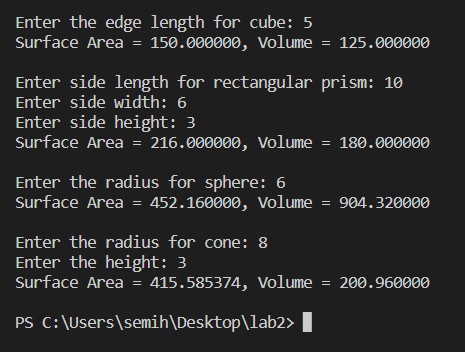 Enter the edge length for cube: 5
Surface Area = 150.000000, Volume = 125.000000
Enter side length for rectangular prism: 10
Enter side width: 6
Enter side height: 3
Surface Area = 216.000000, Volume = 180.000000
Enter the radius for sphere: 6
Surface Area = 452.160000, Volume = 904.320000
Enter the radius for cone: 8
Enter the height: 3
Surface Area = 415.585374, Volume = 200.960000
PS C:\Users\semih\Desktop\lab2>